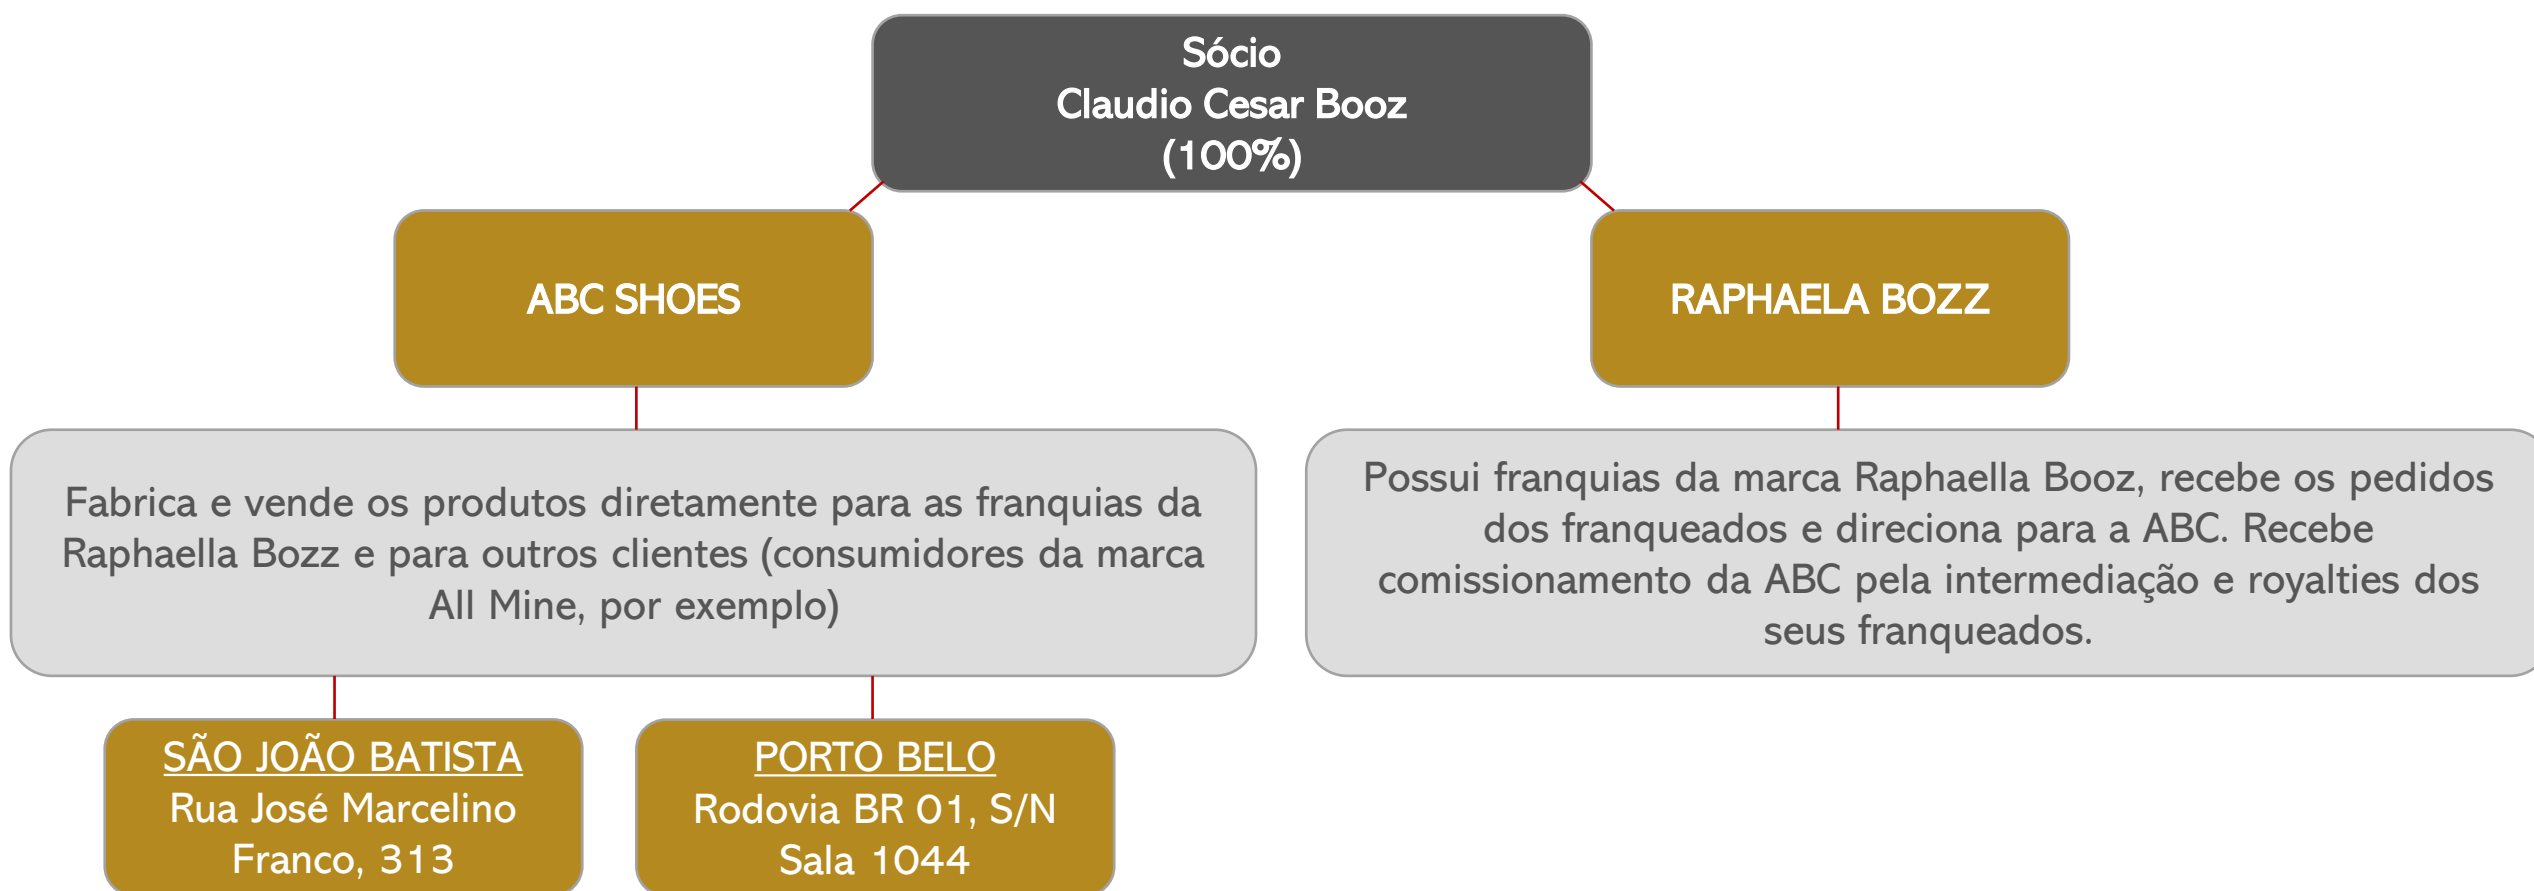 Sócio
Claudio Cesar Booz
(100%)
ABC SHOES
RAPHAELA BOZZ
Fabrica e vende os produtos diretamente para as franquias da
Raphaella Bozz e para outros clientes (consumidores da marca
All Mine, por exemplo)
Possui franquias da marca Raphaella Booz, recebe os pedidos
dos franqueados e direciona para a ABC. Recebe
comissionamento da ABC pela intermediação e royalties dos
seus franqueados.
SÃO JOÃO BATISTA
Rua José Marcelino
Franco, 313
PORTO BELO
Rodovia BR 01, S/N
Sala 1044